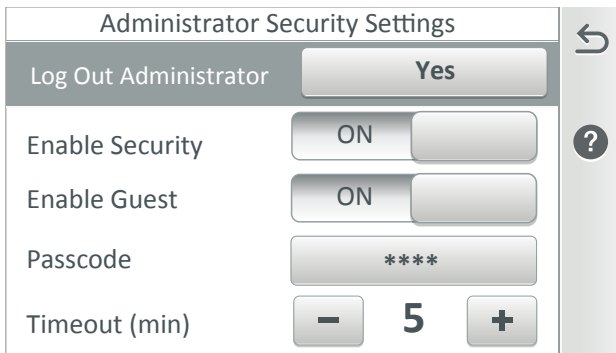 Administrator Security Settings
Log Out Administrator Yes
Enable Security ON
Enable Guest ON
Passcode ****
Timeout (min) − 5 +
?